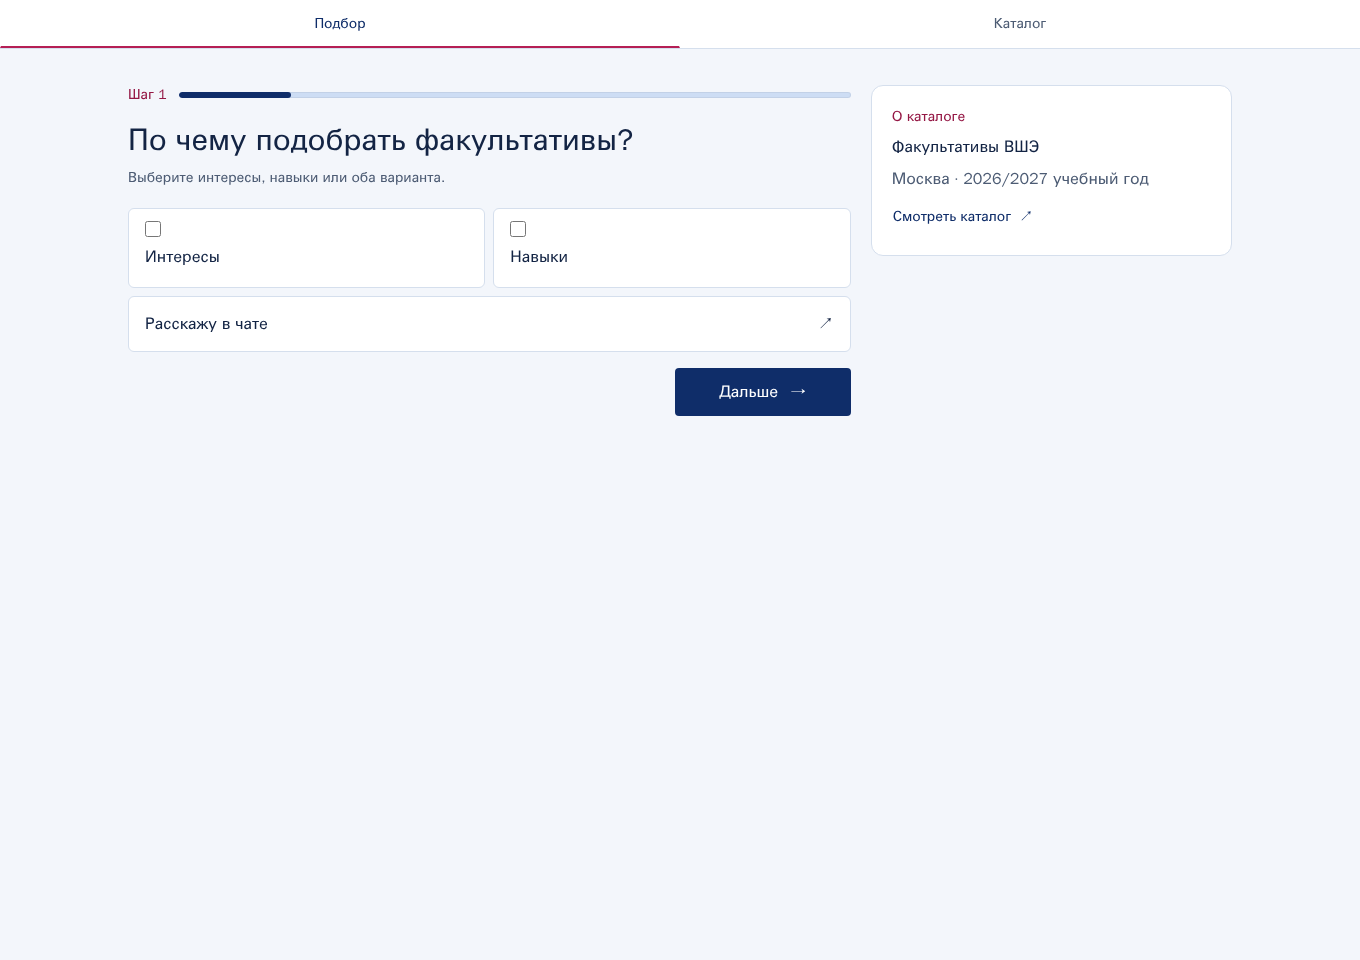 Подбор
Каталог
Шаг 1
По чему подобрать факультативы?
Выберите интересы, навыки или оба варианта.
Интересы
Навыки
Расскажу в чате ↗
Дальше →
О каталоге
Факультативы ВШЭ
Москва · 2026/2027 учебный год
Смотреть каталог ↗